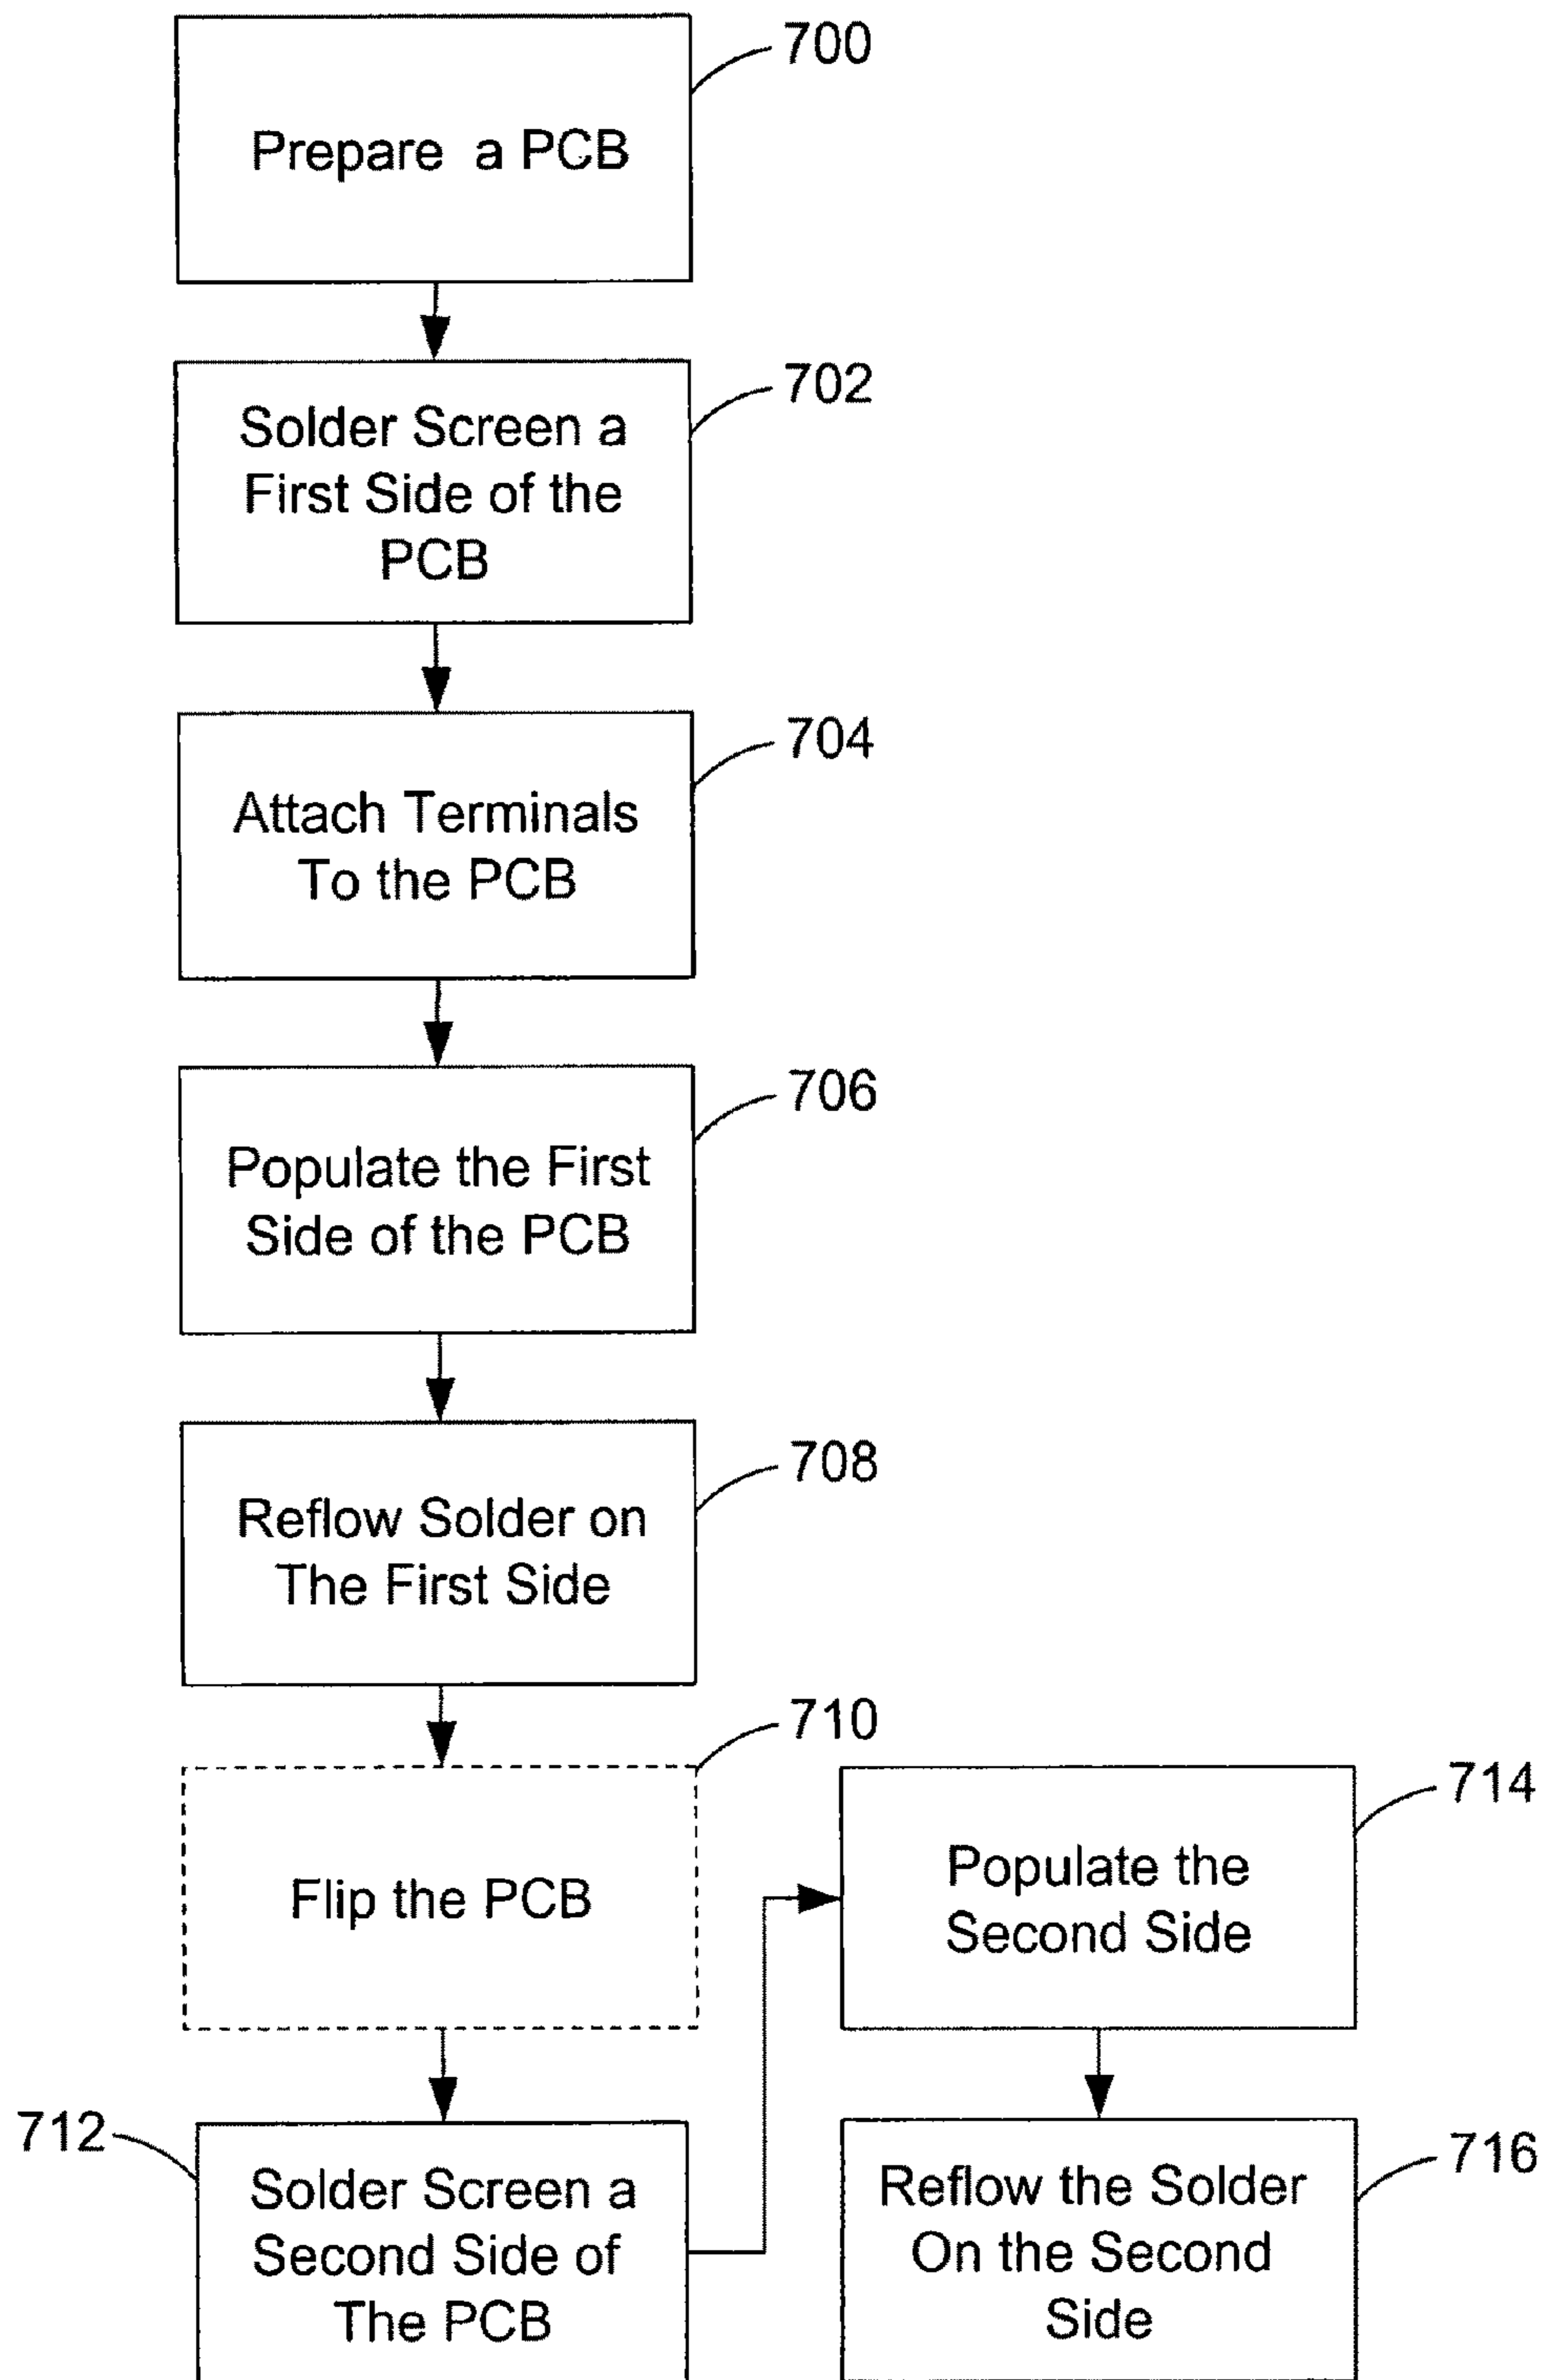 700
Prepare a PCB
702
Solder Screen a
First Side of the
PCB
704
Attach Terminals
To the PCB
706
Populate the First
Side of the PCB
708
Reflow Solder on
The First Side
710
Flip the PCB
712
Solder Screen a
Second Side of
The PCB
714
Populate the
Second Side
716
Reflow the Solder
On the Second
Side